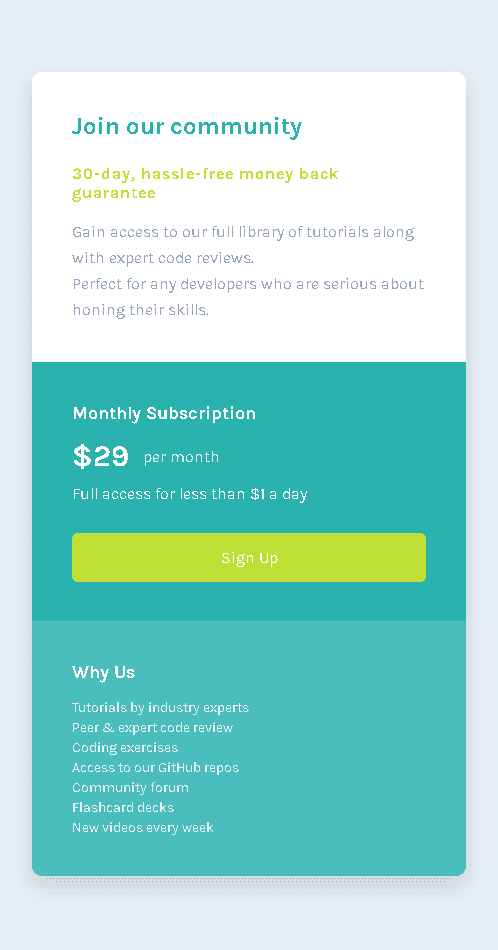 Join our community
30-day, hassle-free money back
guarantee
Gain access to our full library of tutorials along
with expert code reviews.
Perfect for any developers who are serious about
honing their skills.
Monthly Subscription
$29 per month
Full access for less than $1 a day
Sign Up
Why Us
Tutorials by industry experts
Peer & expert code review
Coding exercises
Access to our GitHub repos
Community forum
Flashcard decks
New videos every week